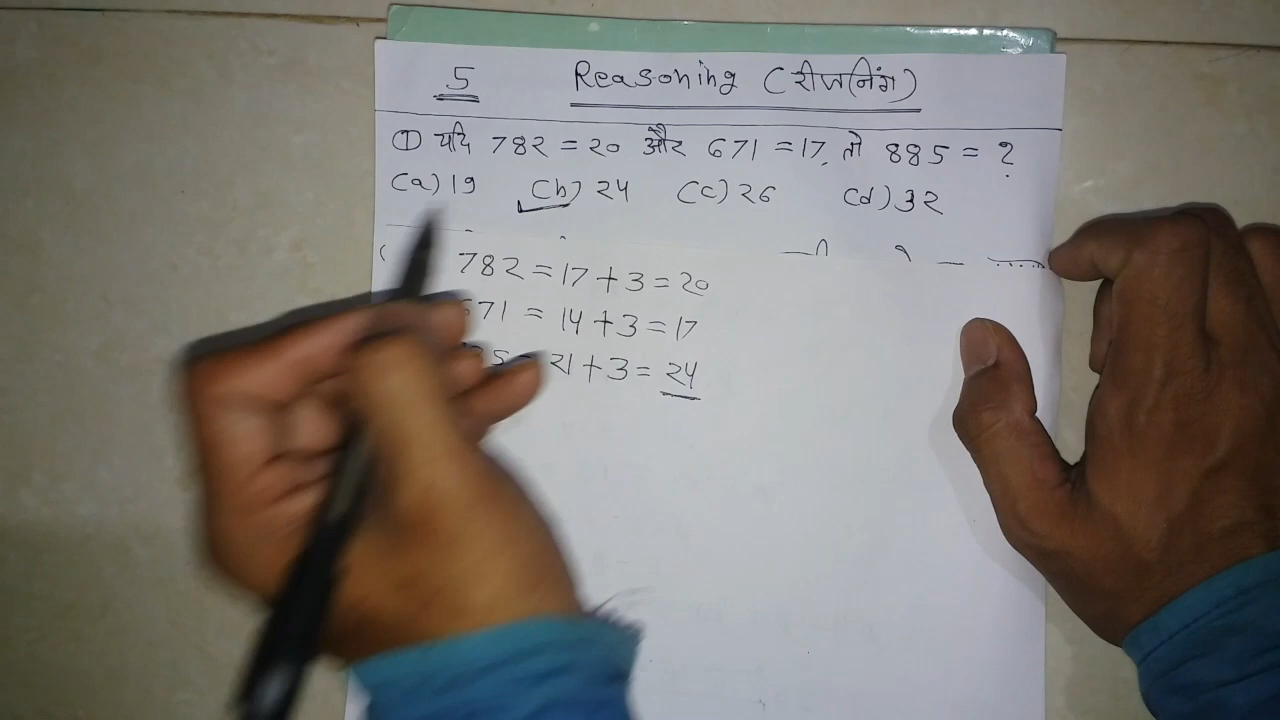 5 Reasoning (रीजनिंग)
① यदि 782 = 20 और 671 = 17, तो 885 = ?
(a) 19 (b) 24 (c) 26 (d) 32
782 = 17 + 3 = 20
671 = 14 + 3 = 17
5 = 21 + 3 = 24